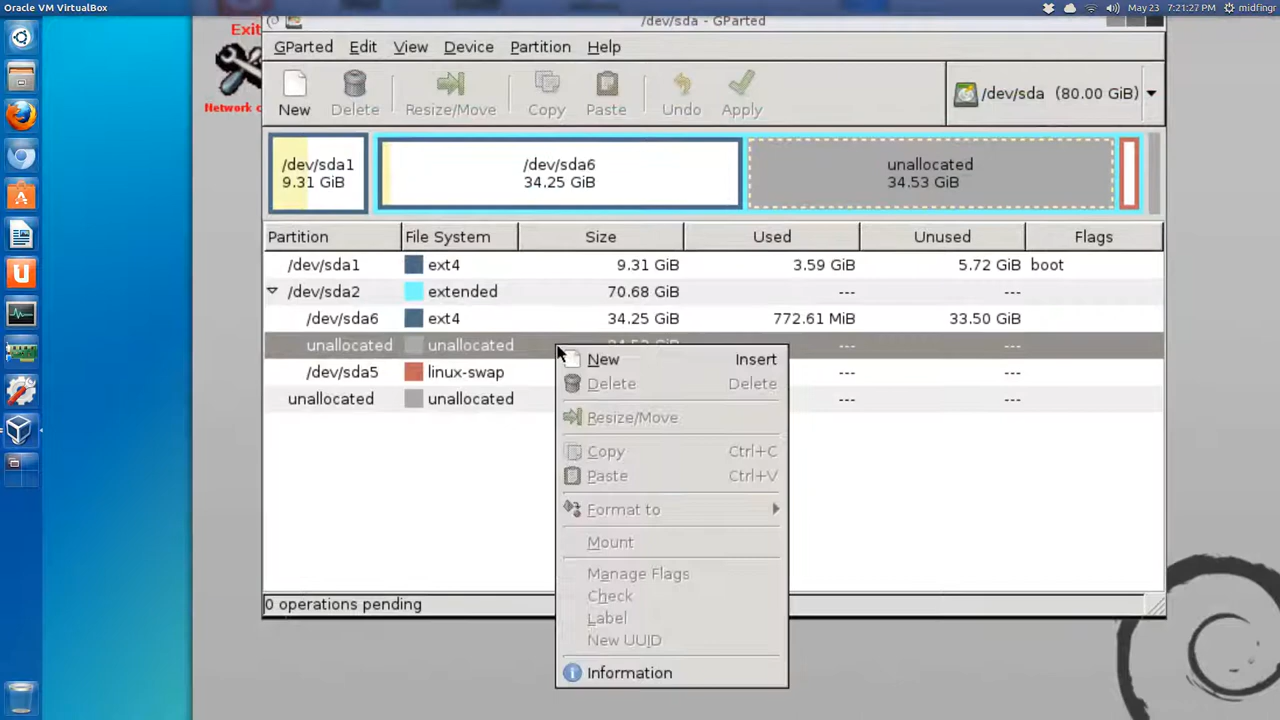 Oracle VM VirtualBox
May 23 7:21:27 PM midfingr
Exit
Network c
/dev/sda - GParted
GParted Edit View Device Partition Help
New Delete Resize/Move Copy Paste Undo Apply
/dev/sda (80.00 GiB)
/dev/sda1
9.31 GiB
/dev/sda6
34.25 GiB
unallocated
34.53 GiB
Partition File System Size Used Unused Flags
/dev/sda1 ext4 9.31 GiB 3.59 GiB 5.72 GiB boot
/dev/sda2 extended 70.68 GiB --- ---
/dev/sda6 ext4 34.25 GiB 772.61 MiB 33.50 GiB
unallocated unallocated 34.53 GiB --- ---
/dev/sda5 linux-swap --- ---
unallocated unallocated --- ---
New Insert
Delete Delete
Resize/Move
Copy Ctrl+C
Paste Ctrl+V
Format to
Mount
Manage Flags
Check
Label
New UUID
Information
0 operations pending